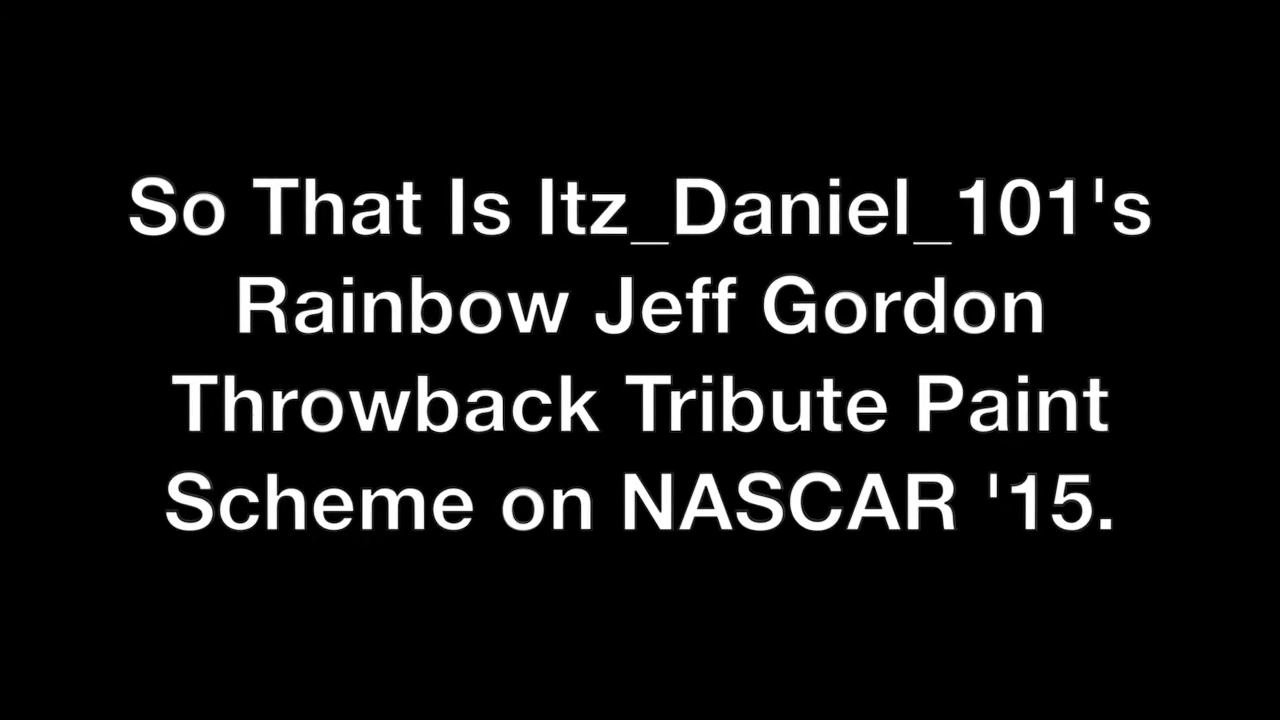 So That Is Itz_Daniel_101's
Rainbow Jeff Gordon
Throwback Tribute Paint
Scheme on NASCAR '15.